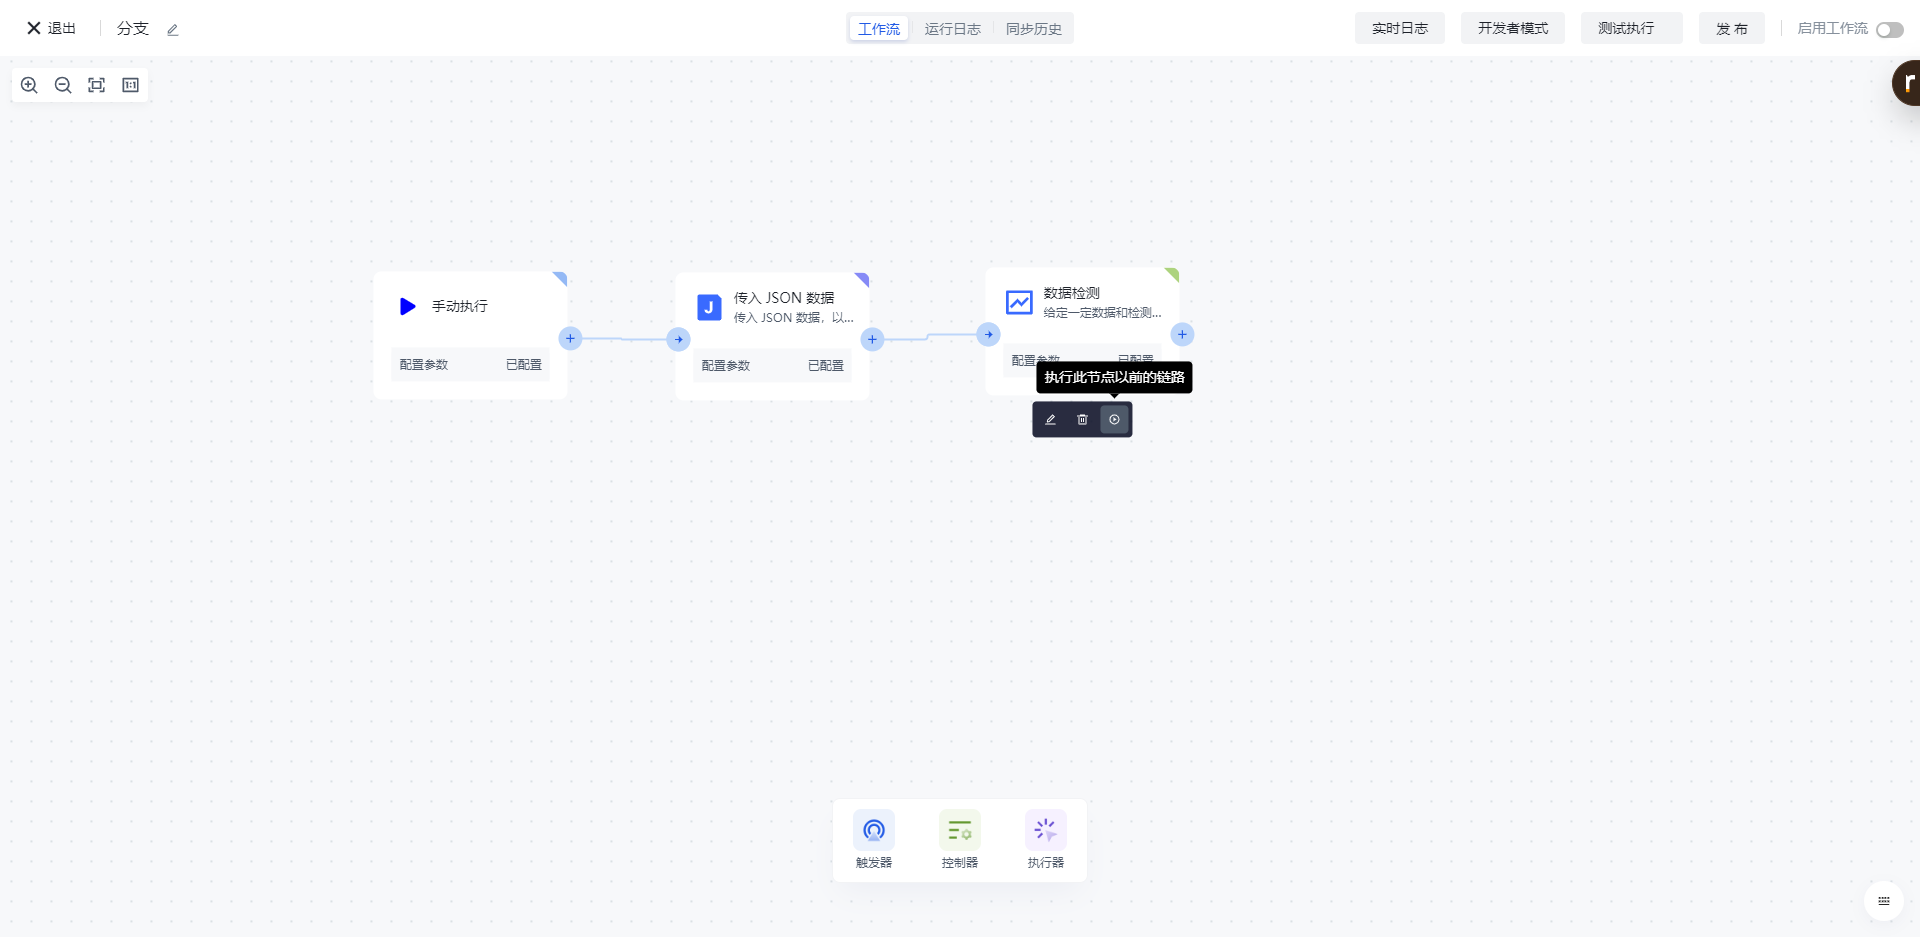 退出
分支
工作流
运行日志
同步历史
实时日志
开发者模式
测试执行
发 布
启用工作流
1:1
r
手动执行
配置参数
已配置
J
传入 JSON 数据
传入 JSON 数据，以...
配置参数
已配置
数据检测
给定一定数据和检测...
配置参数
已配置
执行此节点以前的链路
触发器
控制器
执行器